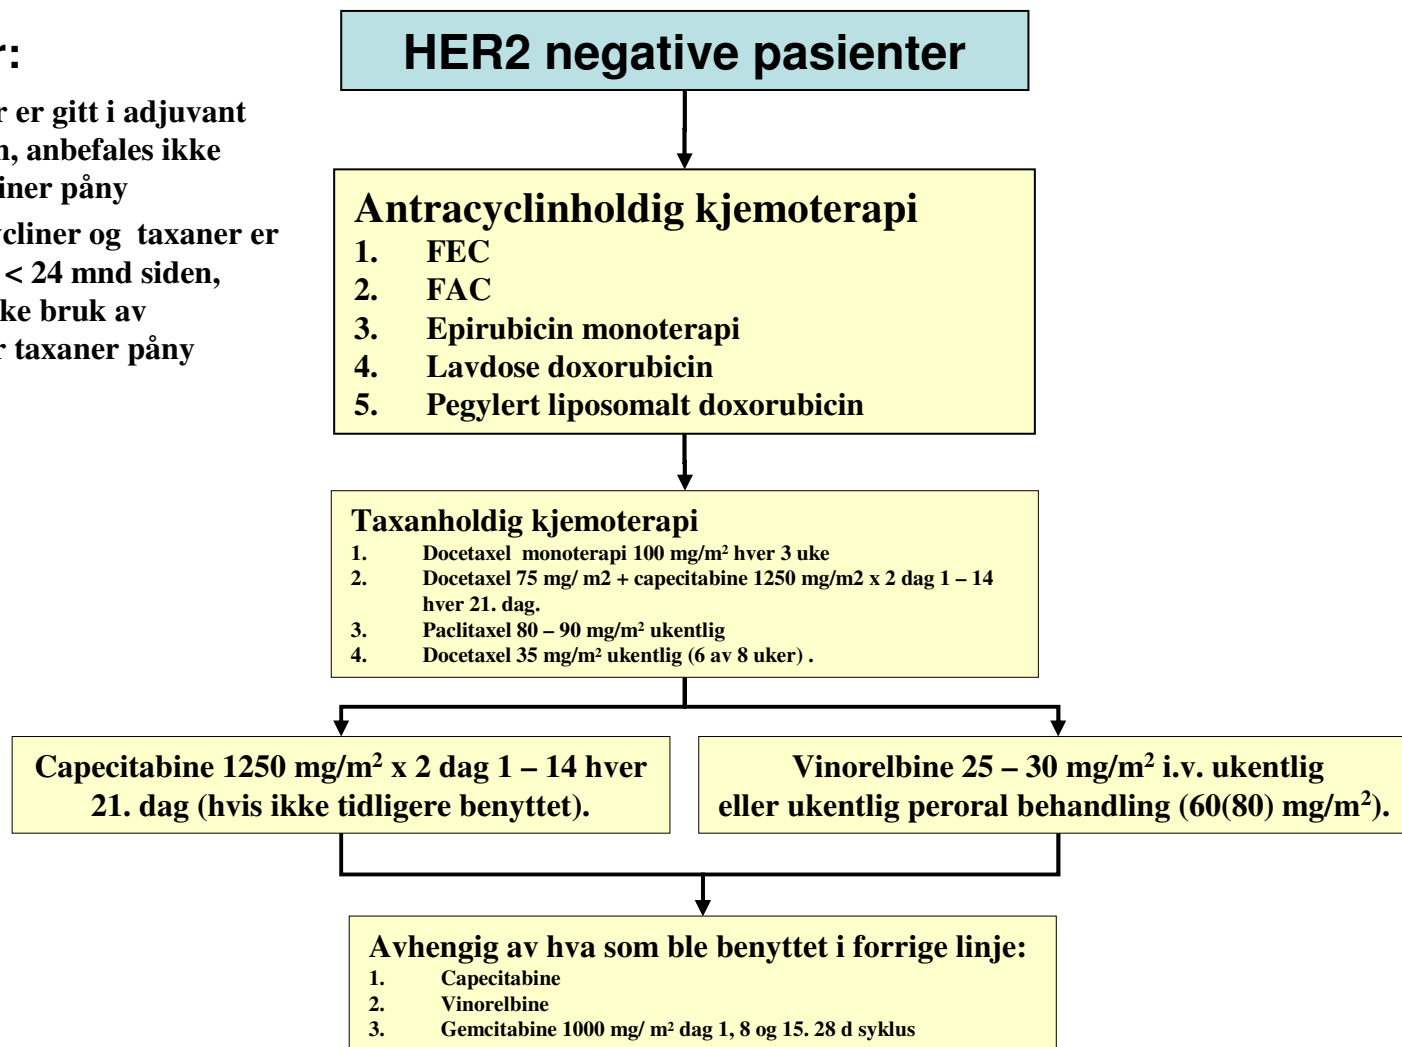 HER2 negative pasienter
r:
r er gitt i adjuvant
n, anbefales ikke
iner påny
cliner og  taxaner er
< 24 mnd siden,
ke bruk av
r taxaner påny
Antracyclinholdig kjemoterapi
1. FEC
2. FAC
3. Epirubicin monoterapi
4. Lavdose doxorubicin
5. Pegylert liposomalt doxorubicin
Taxanholdig kjemoterapi
1. Docetaxel  monoterapi 100 mg/m² hver 3 uke
2. Docetaxel 75 mg/ m2 + capecitabine 1250 mg/m2 x 2 dag 1 – 14
hver 21. dag.
3. Paclitaxel 80 – 90 mg/m² ukentlig
4. Docetaxel 35 mg/m² ukentlig (6 av 8 uker) .
Capecitabine 1250 mg/m² x 2 dag 1 – 14 hver
21. dag (hvis ikke tidligere benyttet).
Vinorelbine 25 – 30 mg/m² i.v. ukentlig
eller ukentlig peroral behandling (60(80) mg/m²).
Avhengig av hva som ble benyttet i forrige linje:
1. Capecitabine
2. Vinorelbine
3. Gemcitabine 1000 mg/ m² dag 1, 8 og 15. 28 d syklus